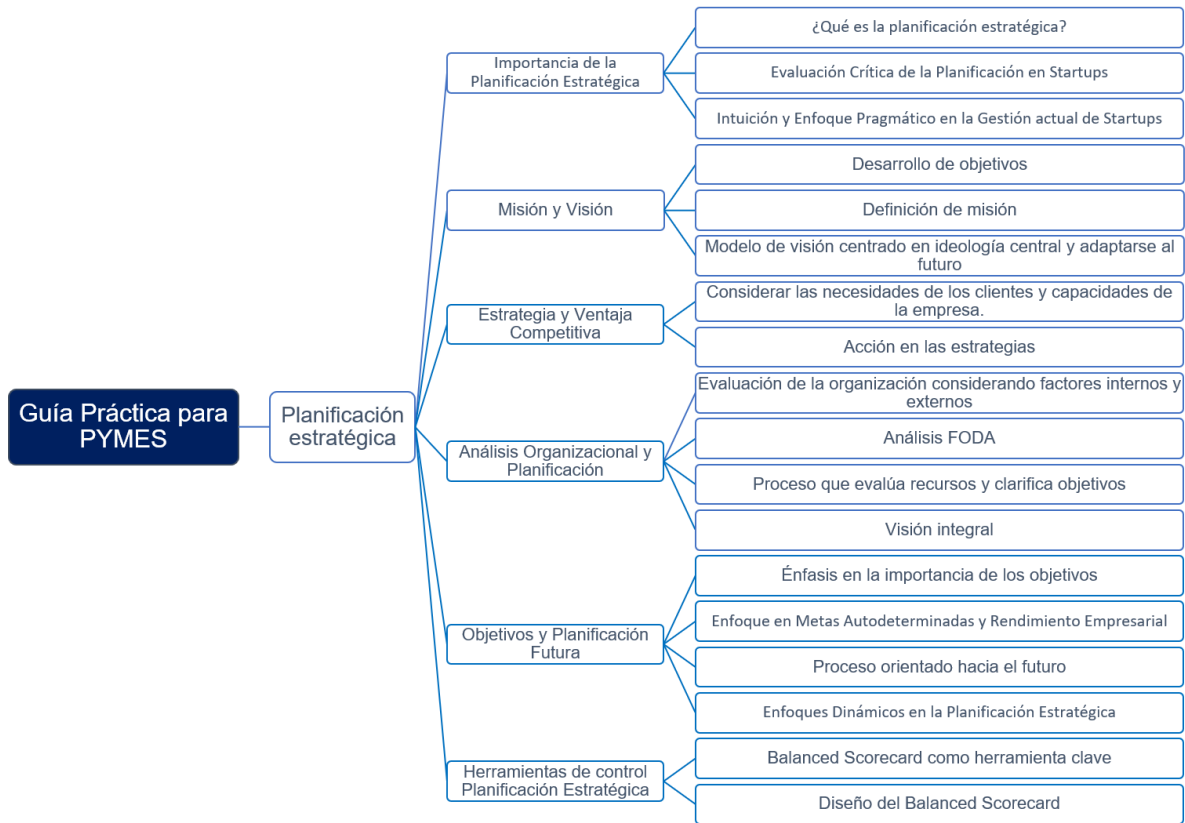 Guía Práctica para
PYMES
Planificación
estratégica
Importancia de la
Planificación Estratégica
¿Qué es la planificación estratégica?
Evaluación Crítica de la Planificación en Startups
Intuición y Enfoque Pragmático en la Gestión actual de Startups
Misión y Visión
Desarrollo de objetivos
Definición de misión
Modelo de visión centrado en ideología central y adaptarse al
futuro
Estrategia y Ventaja
Competitiva
Considerar las necesidades de los clientes y capacidades de
la empresa.
Acción en las estrategias
Análisis Organizacional y
Planificación
Evaluación de la organización considerando factores internos y
externos
Análisis FODA
Proceso que evalúa recursos y clarifica objetivos
Visión integral
Objetivos y Planificación
Futura
Énfasis en la importancia de los objetivos
Enfoque en Metas Autodeterminadas y Rendimiento Empresarial
Proceso orientado hacia el futuro
Enfoques Dinámicos en la Planificación Estratégica
Herramientas de control
Planificación Estratégica
Balanced Scorecard como herramienta clave
Diseño del Balanced Scorecard